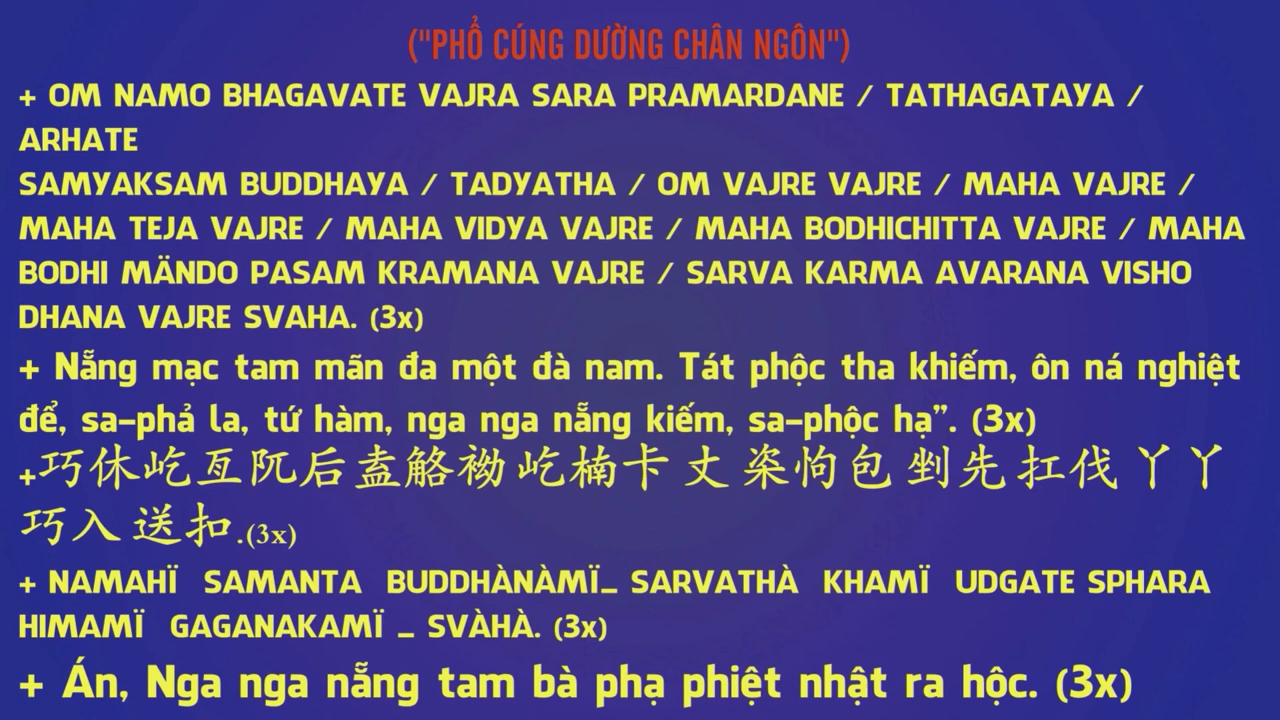 ("PHỔ CÚNG DƯỜNG CHÂN NGÔN")
+ OM NAMO BHAGAVATE VAJRA SARA PRAMARDANE / TATHAGATAYA /
ARHATE
SAMYAKSAM BUDDHAYA / TADYATHA / OM VAJRE VAJRE / MAHA VAJRE /
MAHA TEJA VAJRE / MAHA VIDYA VAJRE / MAHA BODHICHITTA VAJRE / MAHA
BODHI MÄNDO PASAM KRAMANA VAJRE / SARVA KARMA AVARANA VISHO
DHANA VAJRE SVAHA. (3x)
+ Nẵng mạc tam mãn đa một đà nam. Tát phộc tha khiếm, ôn ná nghiệt
để, sa-phả la, tứ hàm, nga nga nẵng kiếm, sa-phộc hạ”. (3x)
+巧休屹亙阢后盍觡衪屹楠卡丈 栥恦包 剉先扛伐丫丫
巧入送扣.(3x)
+ NAMAHÏ SAMANTA BUDDHÀNÀMÏ_ SARVATHÀ KHAMÏ UDGATE SPHARA
HIMAMÏ GAGANAKAMÏ _ SVÀHÀ. (3x)
+ Án, Nga nga nẵng tam bà phạ phiệt nhật ra hộc. (3x)